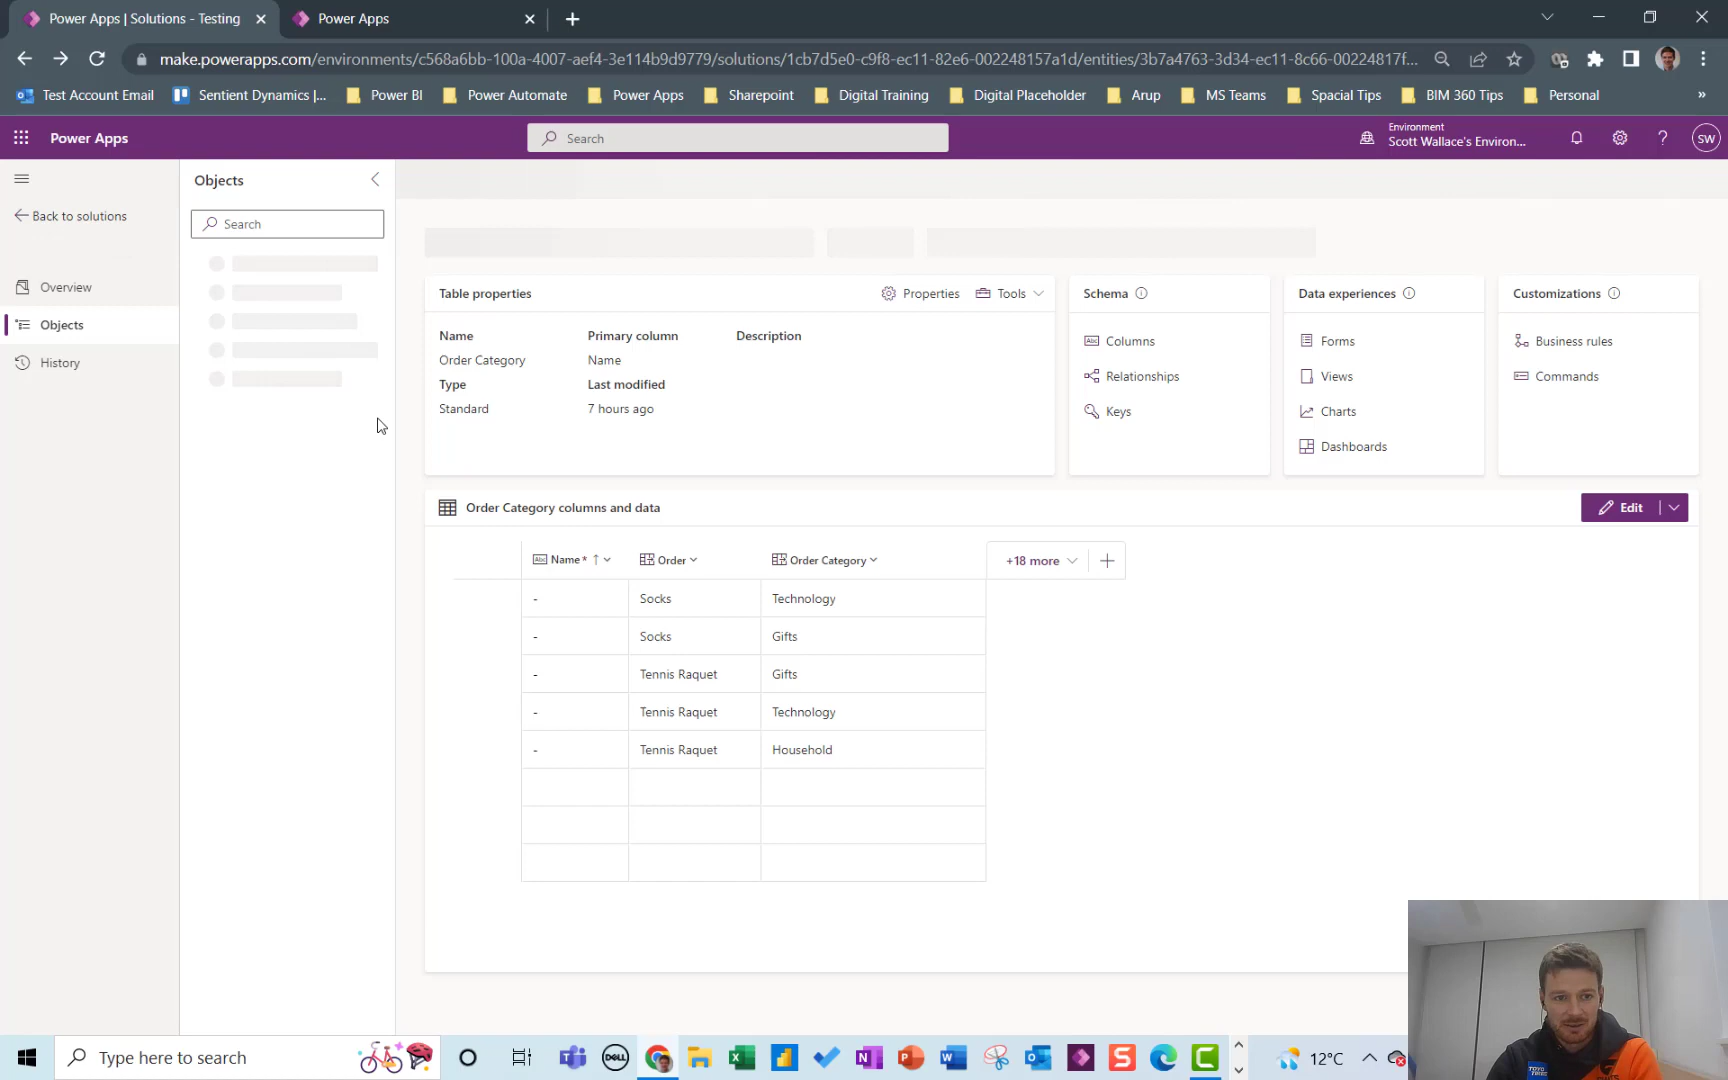 Power Apps | Solutions - Testing
Power Apps
make.powerapps.com/environments/c568a6bb-100a-4007-aef4-3e114b9d9779/solutions/1cb7d5e0-c9f8-ec11-82e6-002248157a1d/entities/3b7a4763-3d34-ec11-8c66-00224817f...
Test Account Email
Sentient Dynamics |...
Power BI
Power Automate
Power Apps
Sharepoint
Digital Training
Digital Placeholder
Arup
MS Teams
Spacial Tips
BIM 360 Tips
Personal
»
Power Apps
Search
Environment
Scott Wallace's Environ...
SW
Objects
Back to solutions
Search
Overview
Objects
History
Table properties
Properties
Tools
Name
Primary column
Description
Order Category
Name
Type
Last modified
Standard
7 hours ago
Schema
Columns
Relationships
Keys
Data experiences
Forms
Views
Charts
Dashboards
Customizations
Business rules
Commands
Order Category columns and data
Edit
Abc Name * ↑
Order
Order Category
+18 more
- Socks Technology
- Socks Gifts
- Tennis Raquet Gifts
- Tennis Raquet Technology
- Tennis Raquet Household
Type here to search
DELL
12°C